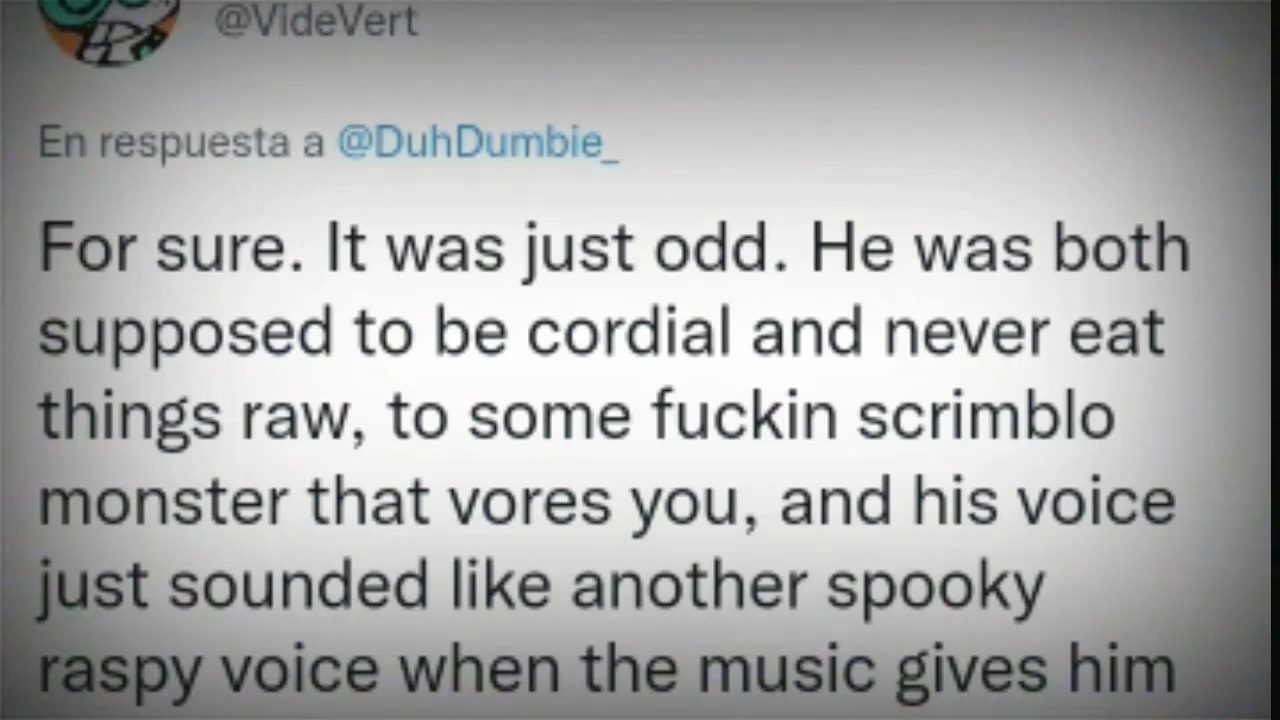 @VideVert
En respuesta a @DuhDumbie_
For sure. It was just odd. He was both
supposed to be cordial and never eat
things raw, to some fuckin scrimblo
monster that vores you, and his voice
just sounded like another spooky
raspy voice when the music gives him